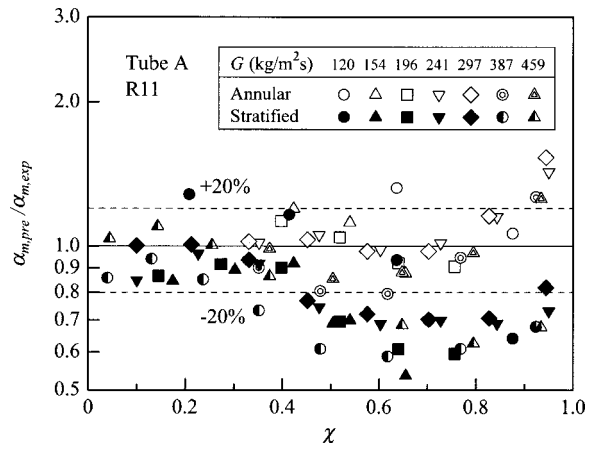 3.0
Tube A
R11
G (kg/m²s) 120 154 196 241 297 387 459
Annular
Stratified
2.0
+20%
1.0
0.9
0.8
-20%
0.7
0.6
0.5
α_{m,pre} / α_{m,exp}
0 0.2 0.4 0.6 0.8 1.0
χ